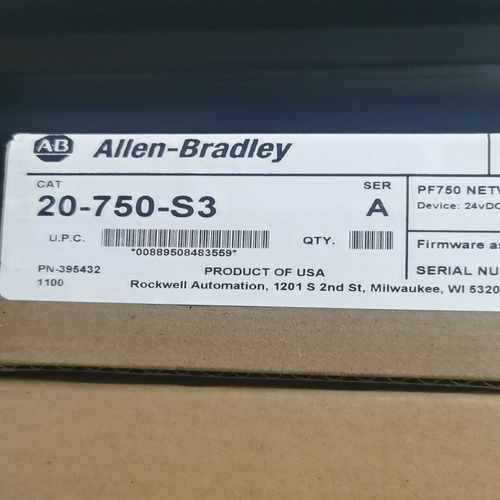 AB Allen-Bradley
CAT SER
20-750-S3 A
PF750 NETW
Device: 24vDC
U.P.C. *00889508483559* QTY.
Firmware as
PN-395432
1100
PRODUCT OF USA
SERIAL NU
Rockwell Automation, 1201 S 2nd St, Milwaukee, WI 5320